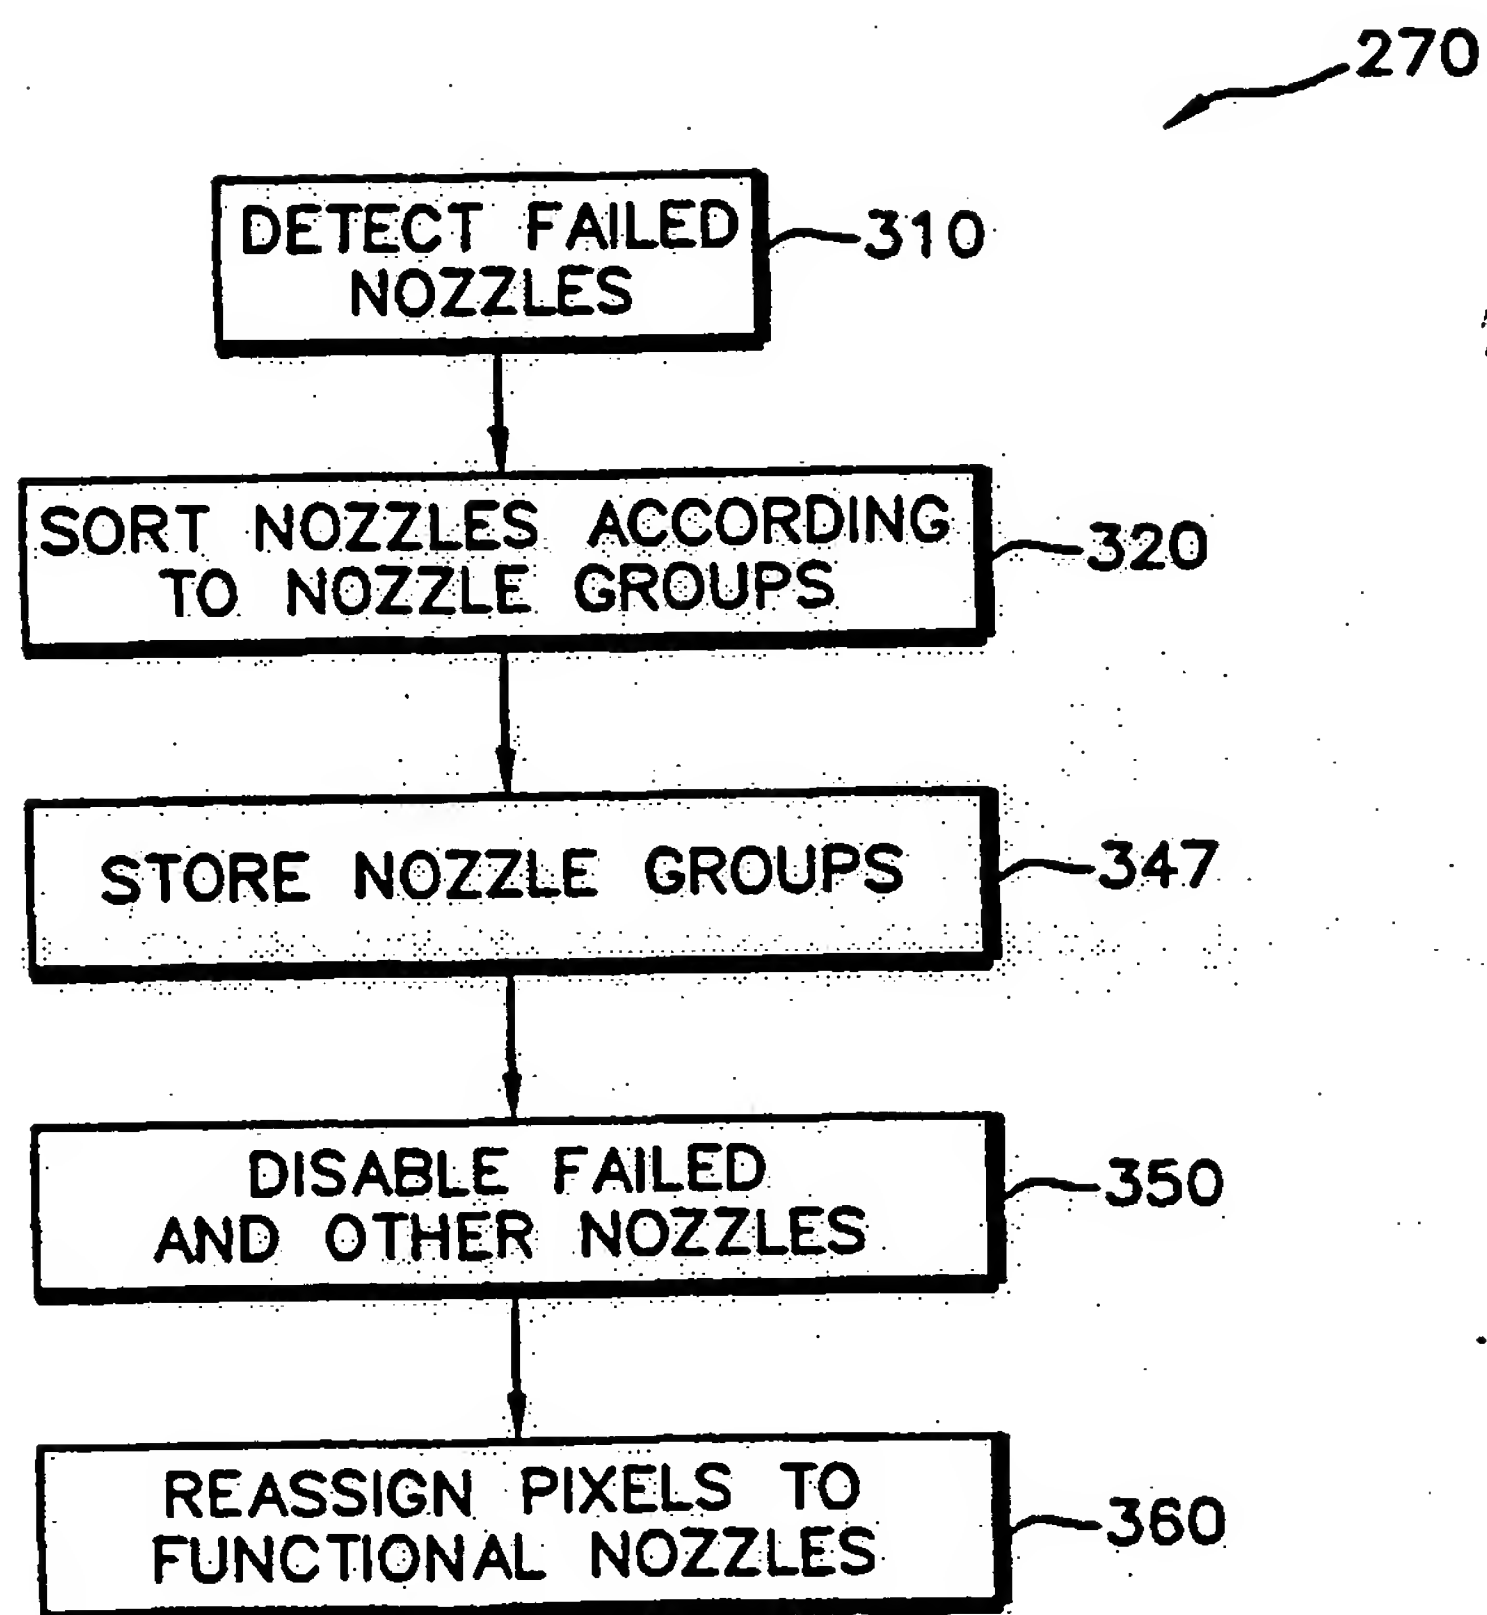 270
DETECT FAILED
NOZZLES
310
SORT NOZZLES ACCORDING
TO NOZZLE GROUPS
320
STORE NOZZLE GROUPS
347
DISABLE FAILED
AND OTHER NOZZLES
350
REASSIGN PIXELS TO
FUNCTIONAL NOZZLES
360